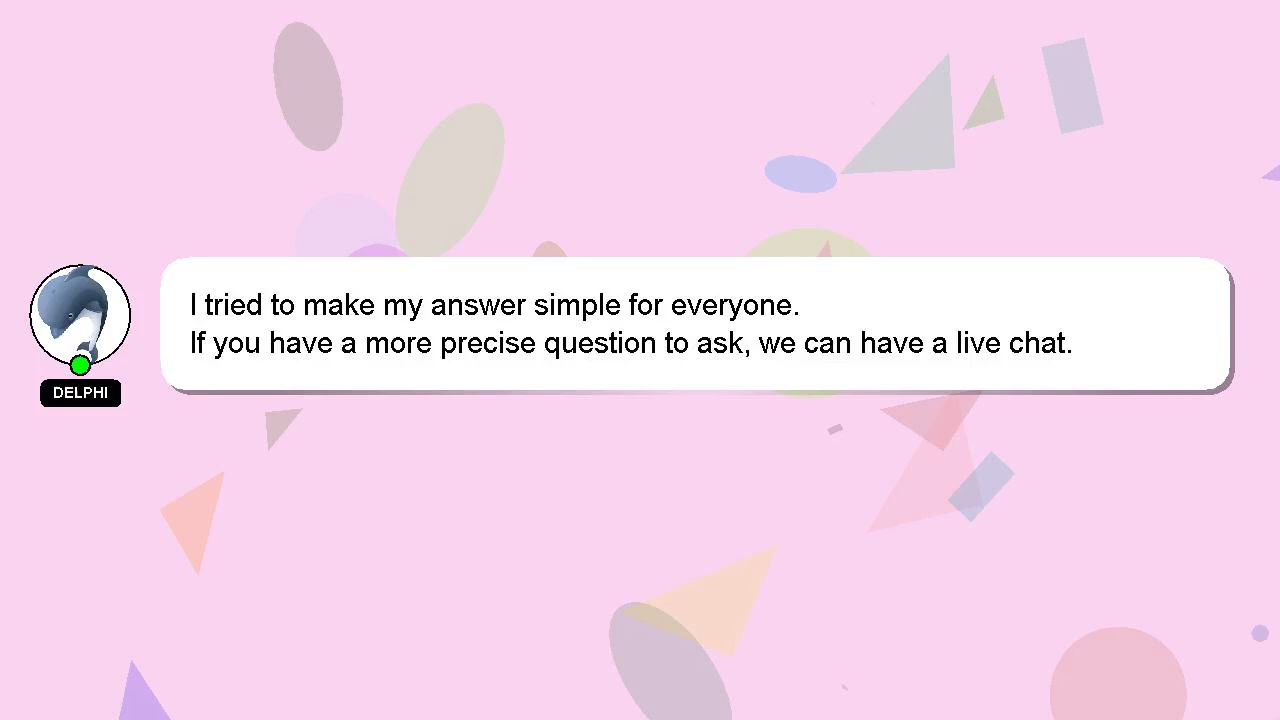 I tried to make my answer simple for everyone.
If you have a more precise question to ask, we can have a live chat.
DELPHI